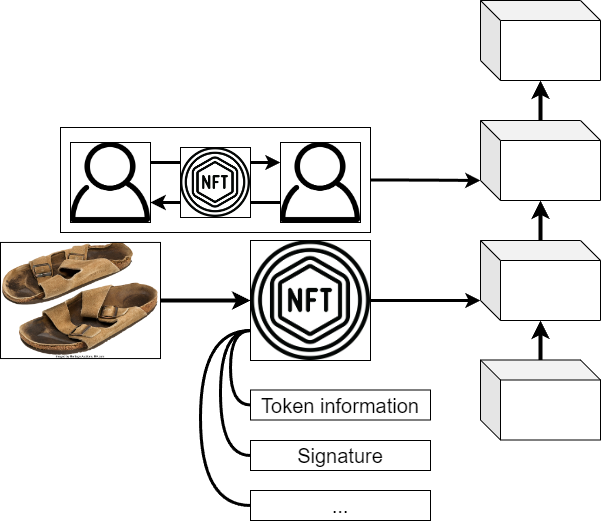 NFT
NFT
Token information
Signature
...